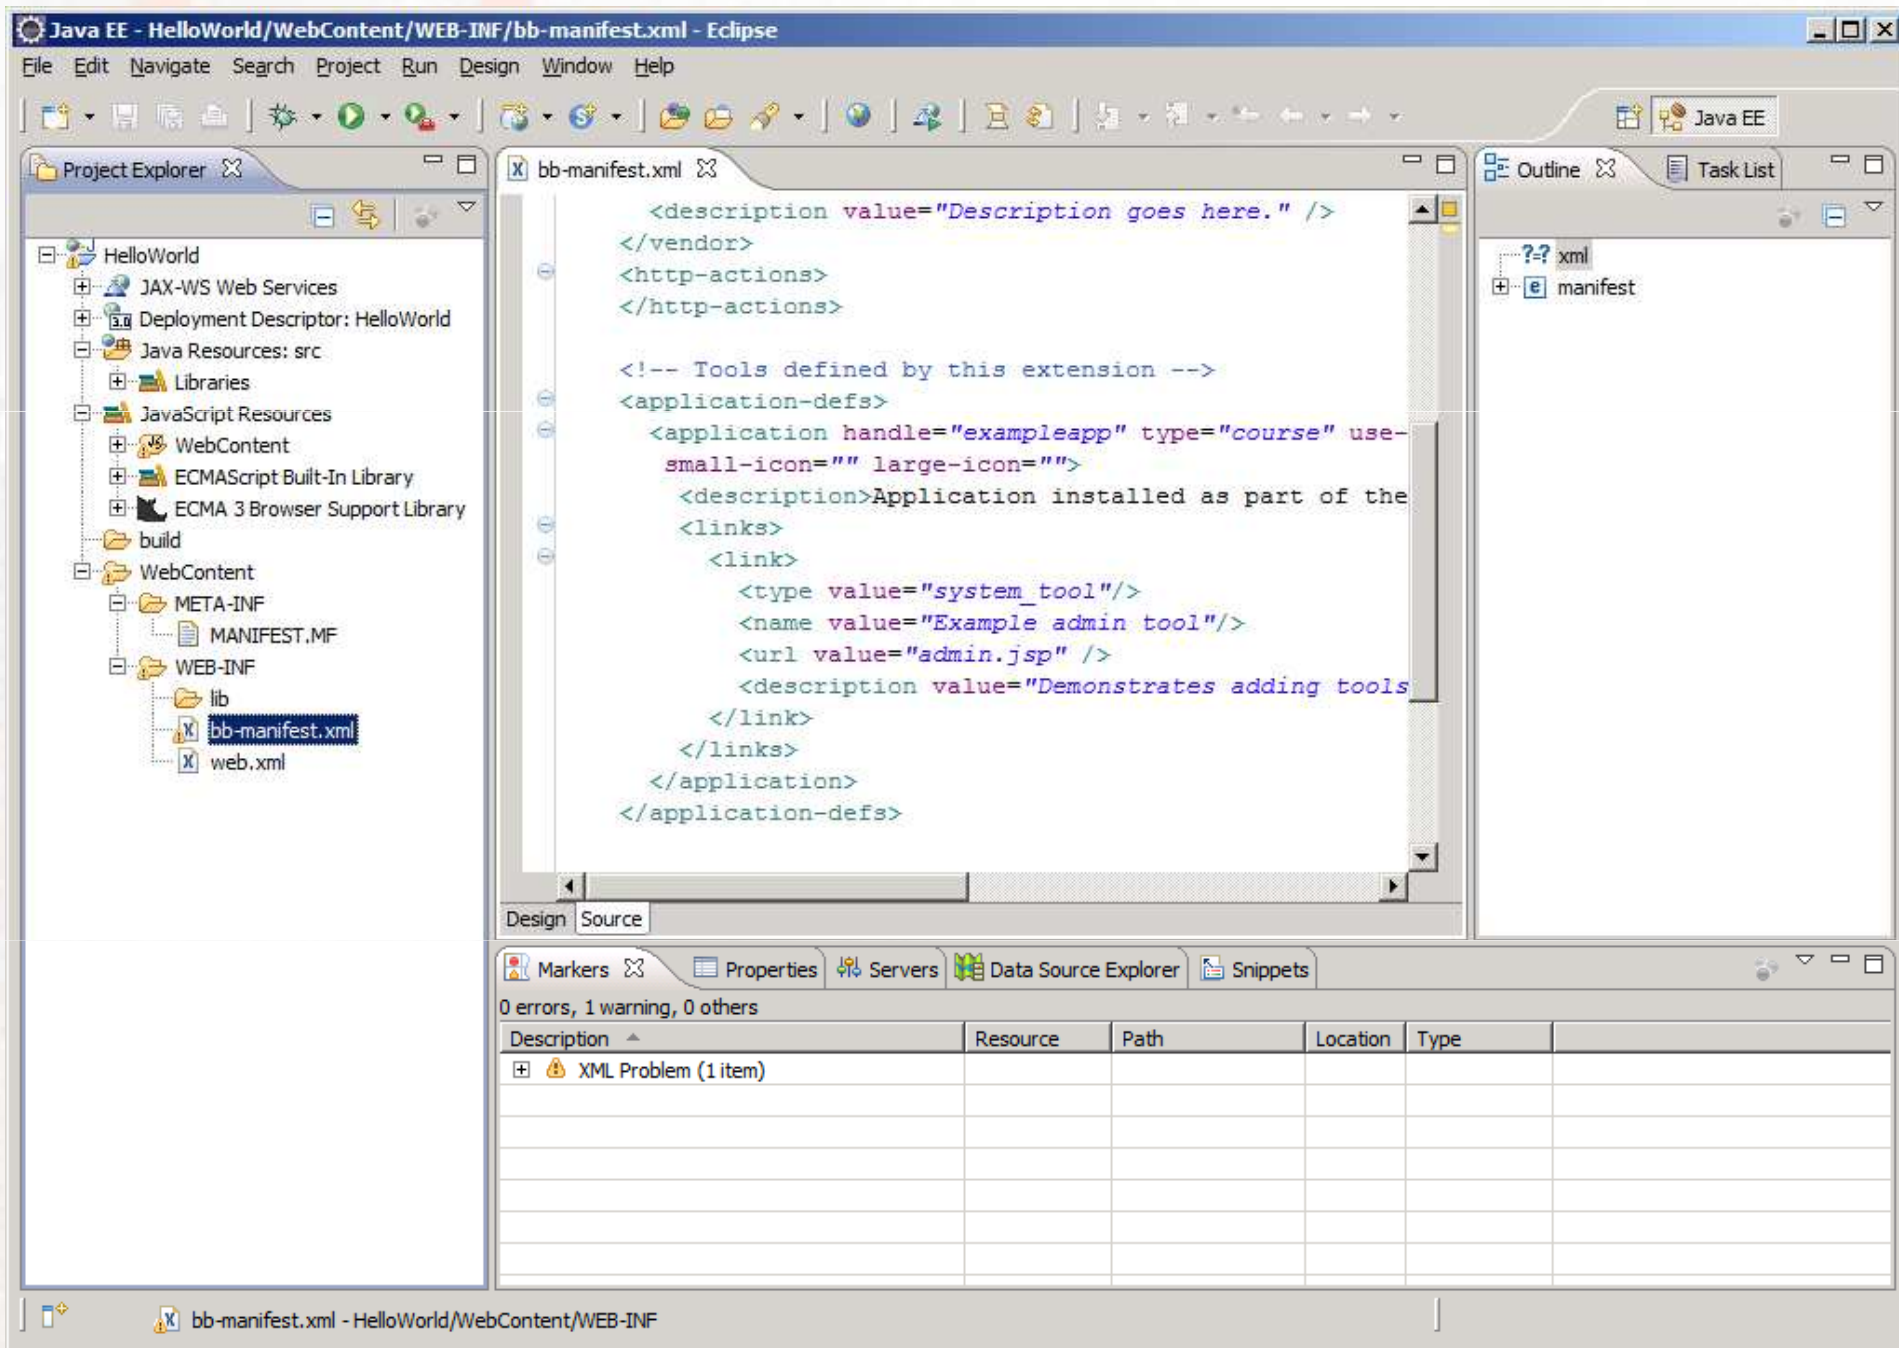 Java EE - HelloWorld/WebContent/WEB-INF/bb-manifest.xml - Eclipse
File Edit Navigate Search Project Run Design Window Help
Java EE
Project Explorer
HelloWorld
JAX-WS Web Services
3.0 Deployment Descriptor: HelloWorld
Java Resources: src
Libraries
JavaScript Resources
JS WebContent
ECMAScript Built-In Library
ECMA 3 Browser Support Library
build
WebContent
META-INF
MANIFEST.MF
WEB-INF
lib
bb-manifest.xml
web.xml
bb-manifest.xml
<description value="Description goes here." />
</vendor>
<http-actions>
</http-actions>
<!-- Tools defined by this extension -->
<application-defs>
<application handle="exampleapp" type="course" use-
small-icon="" large-icon="">
<description>Application installed as part of the
<links>
<link>
<type value="system_tool"/>
<name value="Example admin tool"/>
<url value="admin.jsp" />
<description value="Demonstrates adding tools
</link>
</links>
</application>
</application-defs>
Design Source
Outline Task List
?=? xml
e manifest
Markers Properties Servers Data Source Explorer Snippets
0 errors, 1 warning, 0 others
Description Resource Path Location Type
XML Problem (1 item)
bb-manifest.xml - HelloWorld/WebContent/WEB-INF